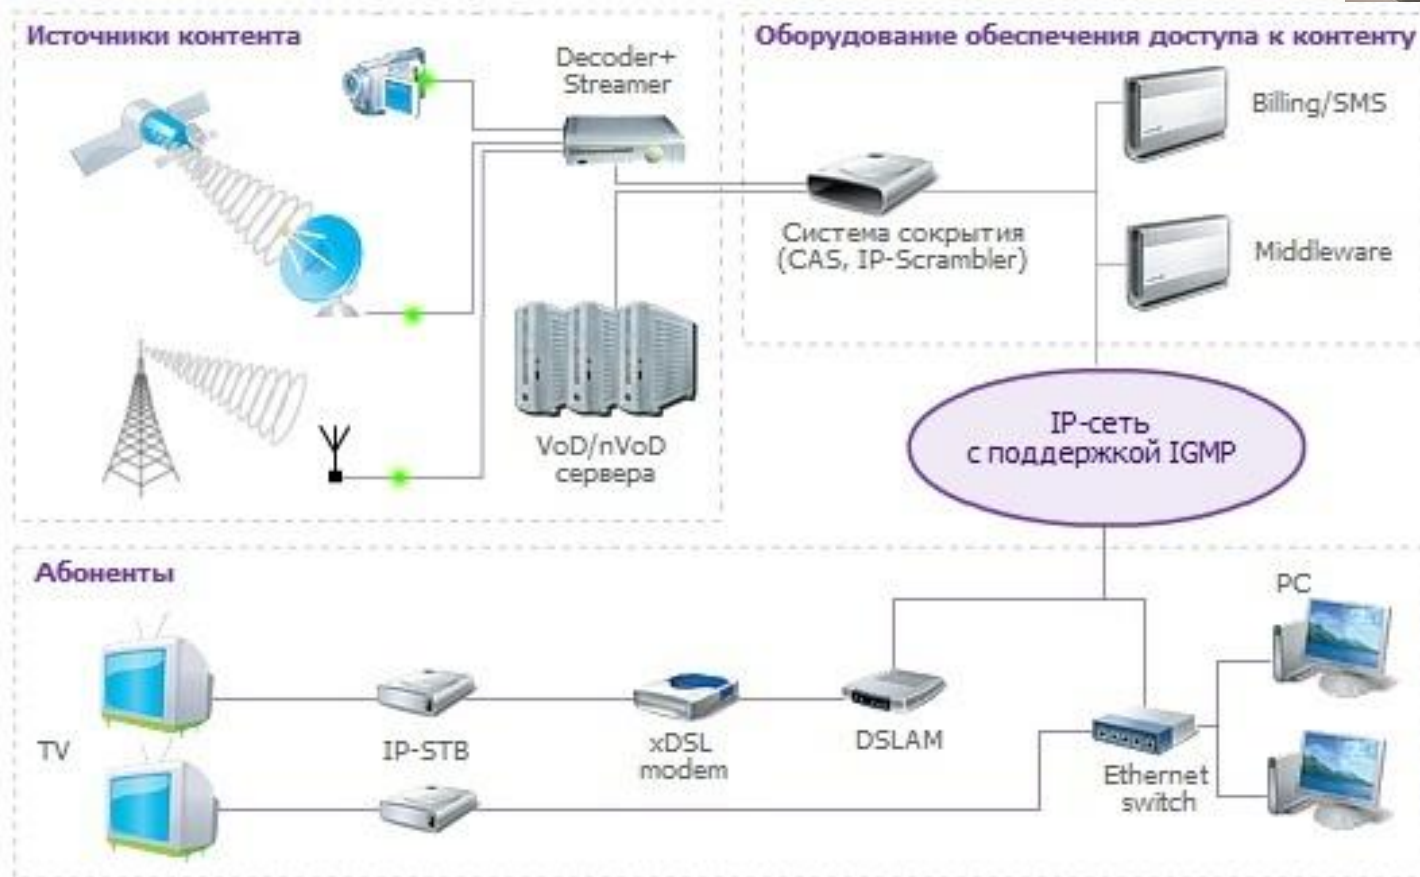 Источники контента
Decoder+
Streamer
VoD/nVoD
сервера
Оборудование обеспечения доступа к контенту
Billing/SMS
Система сокрытия
(CAS, IP-Scrambler)
Middleware
IP-сеть
с поддержкой IGMP
Абоненты
PC
TV
IP-STB
xDSL
modem
DSLAM
Ethernet
switch